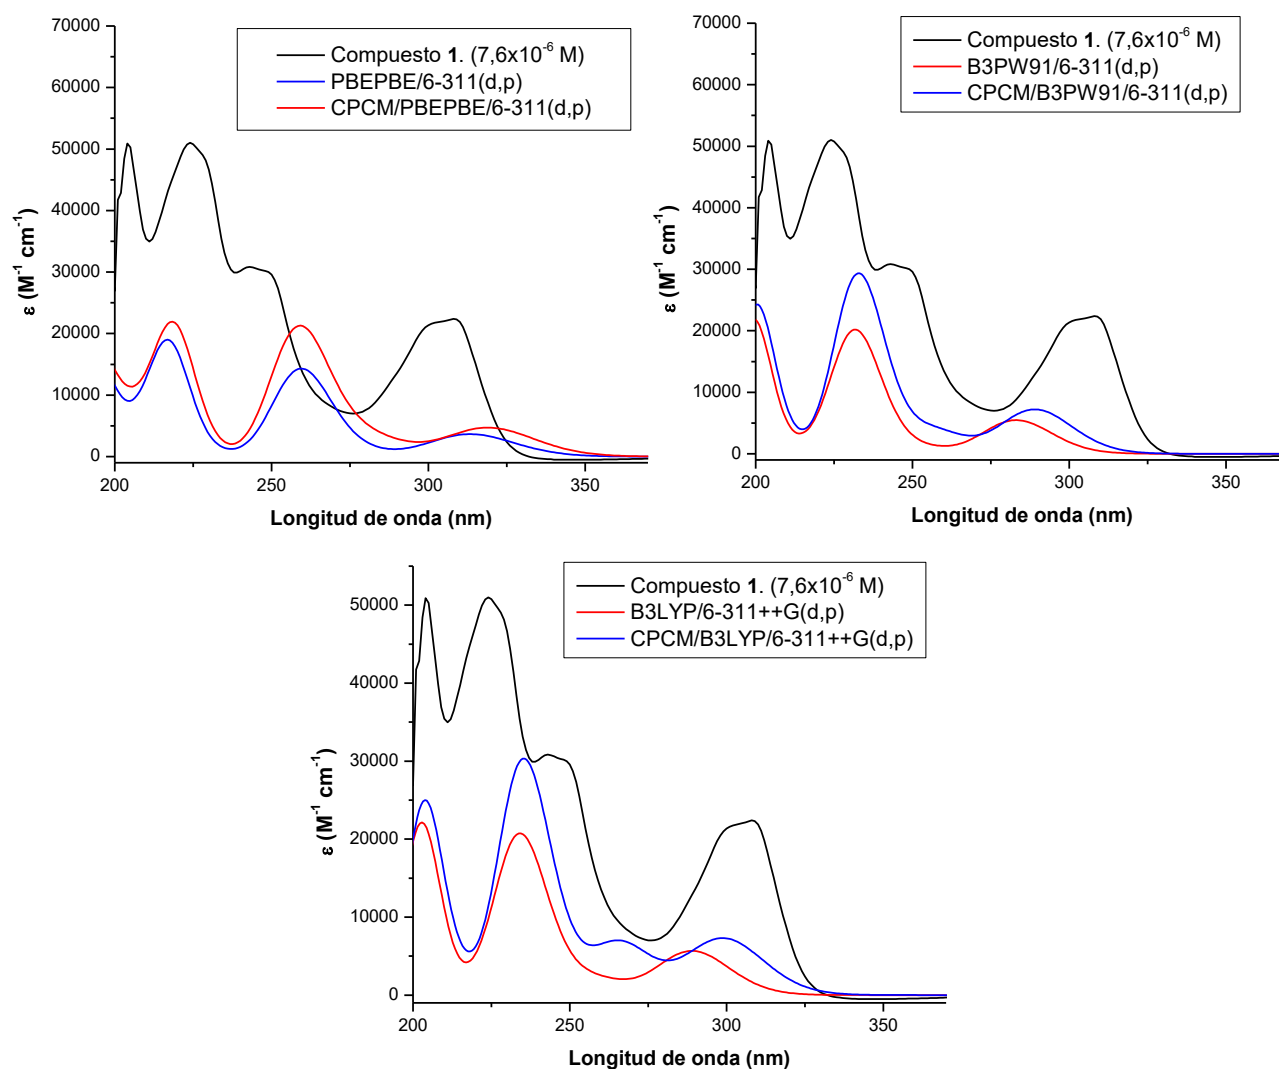 70000
60000
50000
40000
30000
20000
10000
0
ε (M⁻¹ cm⁻¹)
Compuesto 1. (7,6x10⁻⁶ M)
PBEPBE/6-311(d,p)
CPCM/PBEPBE/6-311(d,p)
200 250 300 350
Longitud de onda (nm)
70000
60000
50000
40000
30000
20000
10000
0
ε (M⁻¹ cm⁻¹)
Compuesto 1. (7,6x10⁻⁶ M)
B3PW91/6-311(d,p)
CPCM/B3PW91/6-311(d,p)
200 250 300 350
Longitud de onda (nm)
50000
40000
30000
20000
10000
0
ε (M⁻¹ cm⁻¹)
Compuesto 1. (7,6x10⁻⁶ M)
B3LYP/6-311++G(d,p)
CPCM/B3LYP/6-311++G(d,p)
200 250 300 350
Longitud de onda (nm)